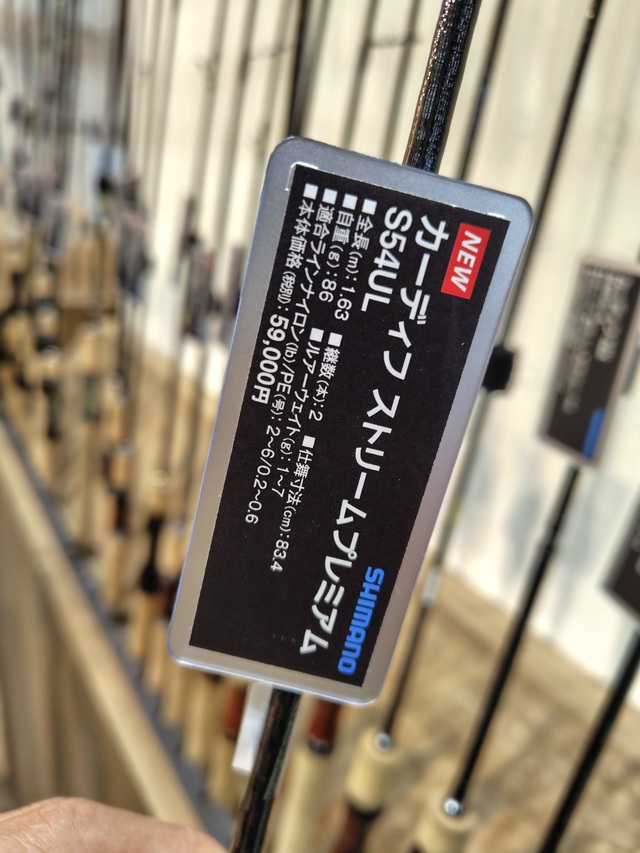 NEW
カーディフ ストリームプレミアム
S54UL
■全長(m):1.63 ■継数(本):2 ■仕舞寸法(cm):83.4
■自重(g):86 ■ルアーウェイト(g):1~7
■適合ラインナイロン(lb)/PE(号):2~6/0.2~0.6
■本体価格(税別):59,000円
SHIMANO